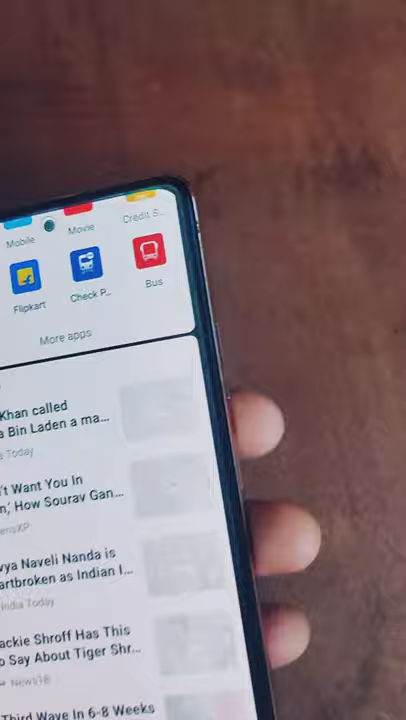 Mobile
Movie
Credit S...
Flipkart
Check P...
Bus
More apps
Khan called
a Bin Laden a ma...
a Today
't Want You In
n,' How Sourav Gan...
ensXP
vya Naveli Nanda is
artbroken as Indian I...
India Today
ackie Shroff Has This
o Say About Tiger Shr...
News18
Third Wave In 6-8 Weeks